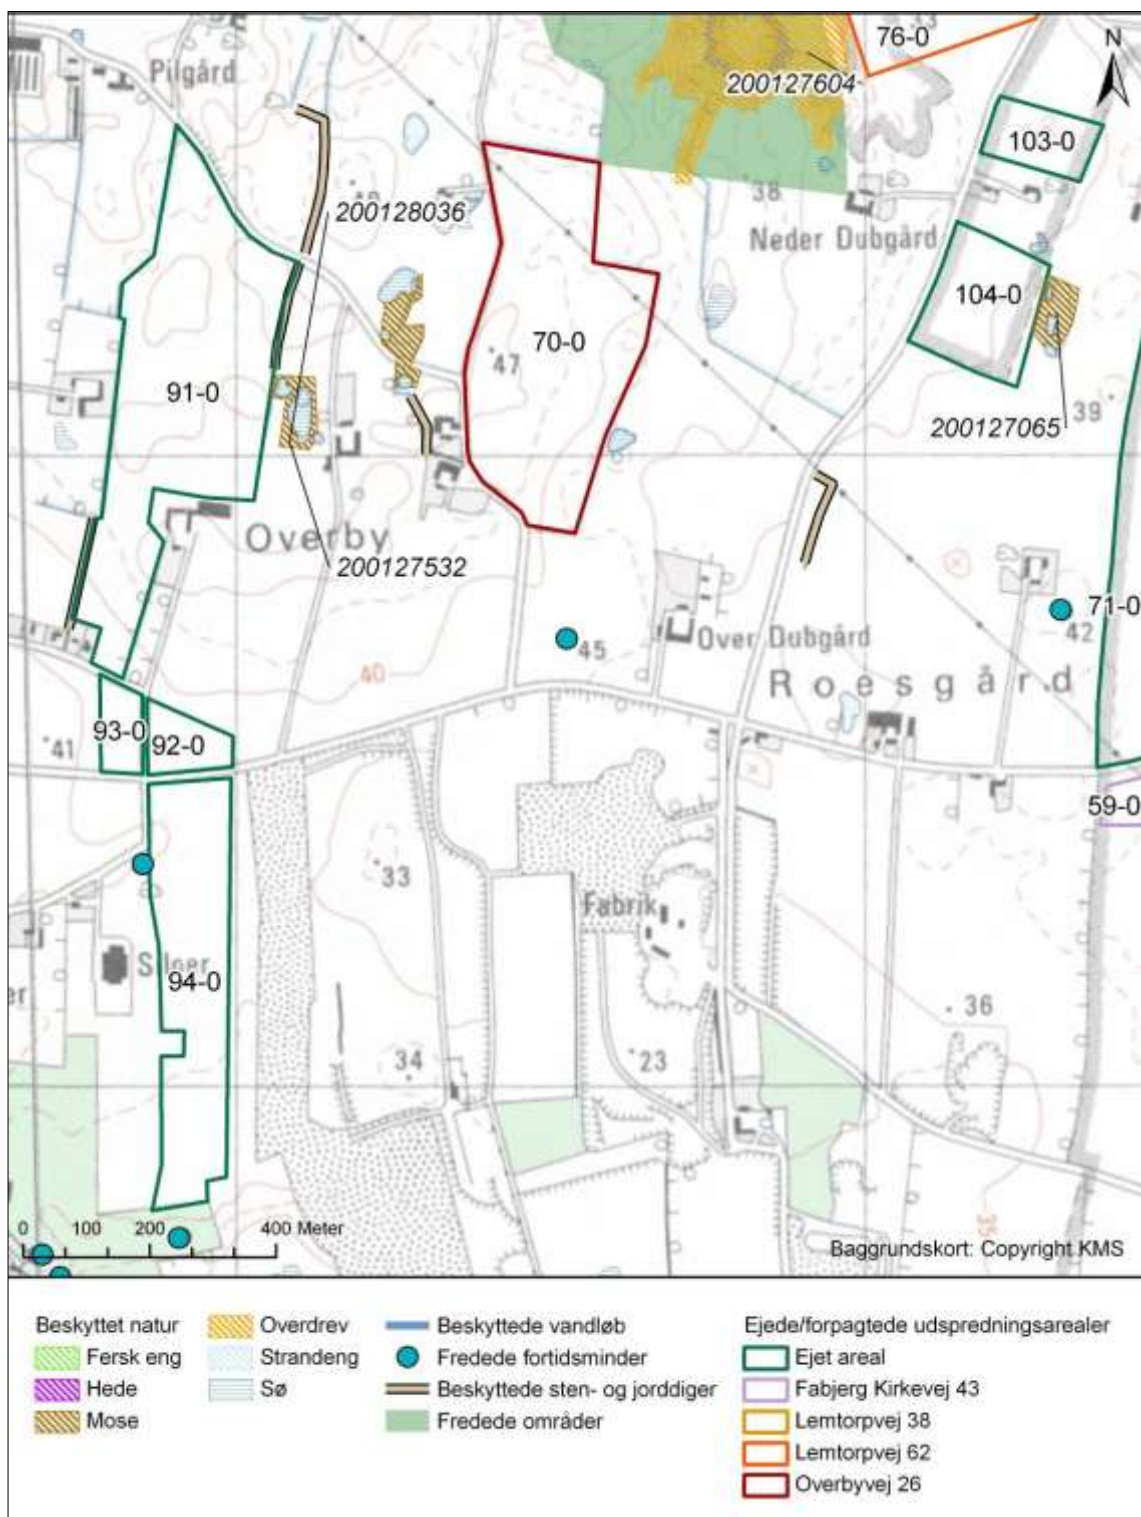 Pilgård
76-0
43
N
200127604
103-0
38
200128036
Neder Dubgård
104-0
47
70-0
91-0
39
200127065
Overby
200127532
71-0
42
45
Over Dubgård
40
Roesgård
93-0
92-0
41
59-0
33
Fabrik
94-0
36
34
23
35
0 100 200 400 Meter
Baggrundskort: Copyright KMS
Beskyttet natur
Fersk eng
Hede
Mose
Overdrev
Strandeng
Sø
Beskyttede vandløb
Fredede fortidsminder
Beskyttede sten- og jorddiger
Fredede områder
Ejede/forpagtede udspredningsarealer
Ejet areal
Fabjerg Kirkevej 43
Lemtorpvej 38
Lemtorpvej 62
Overbyvej 26